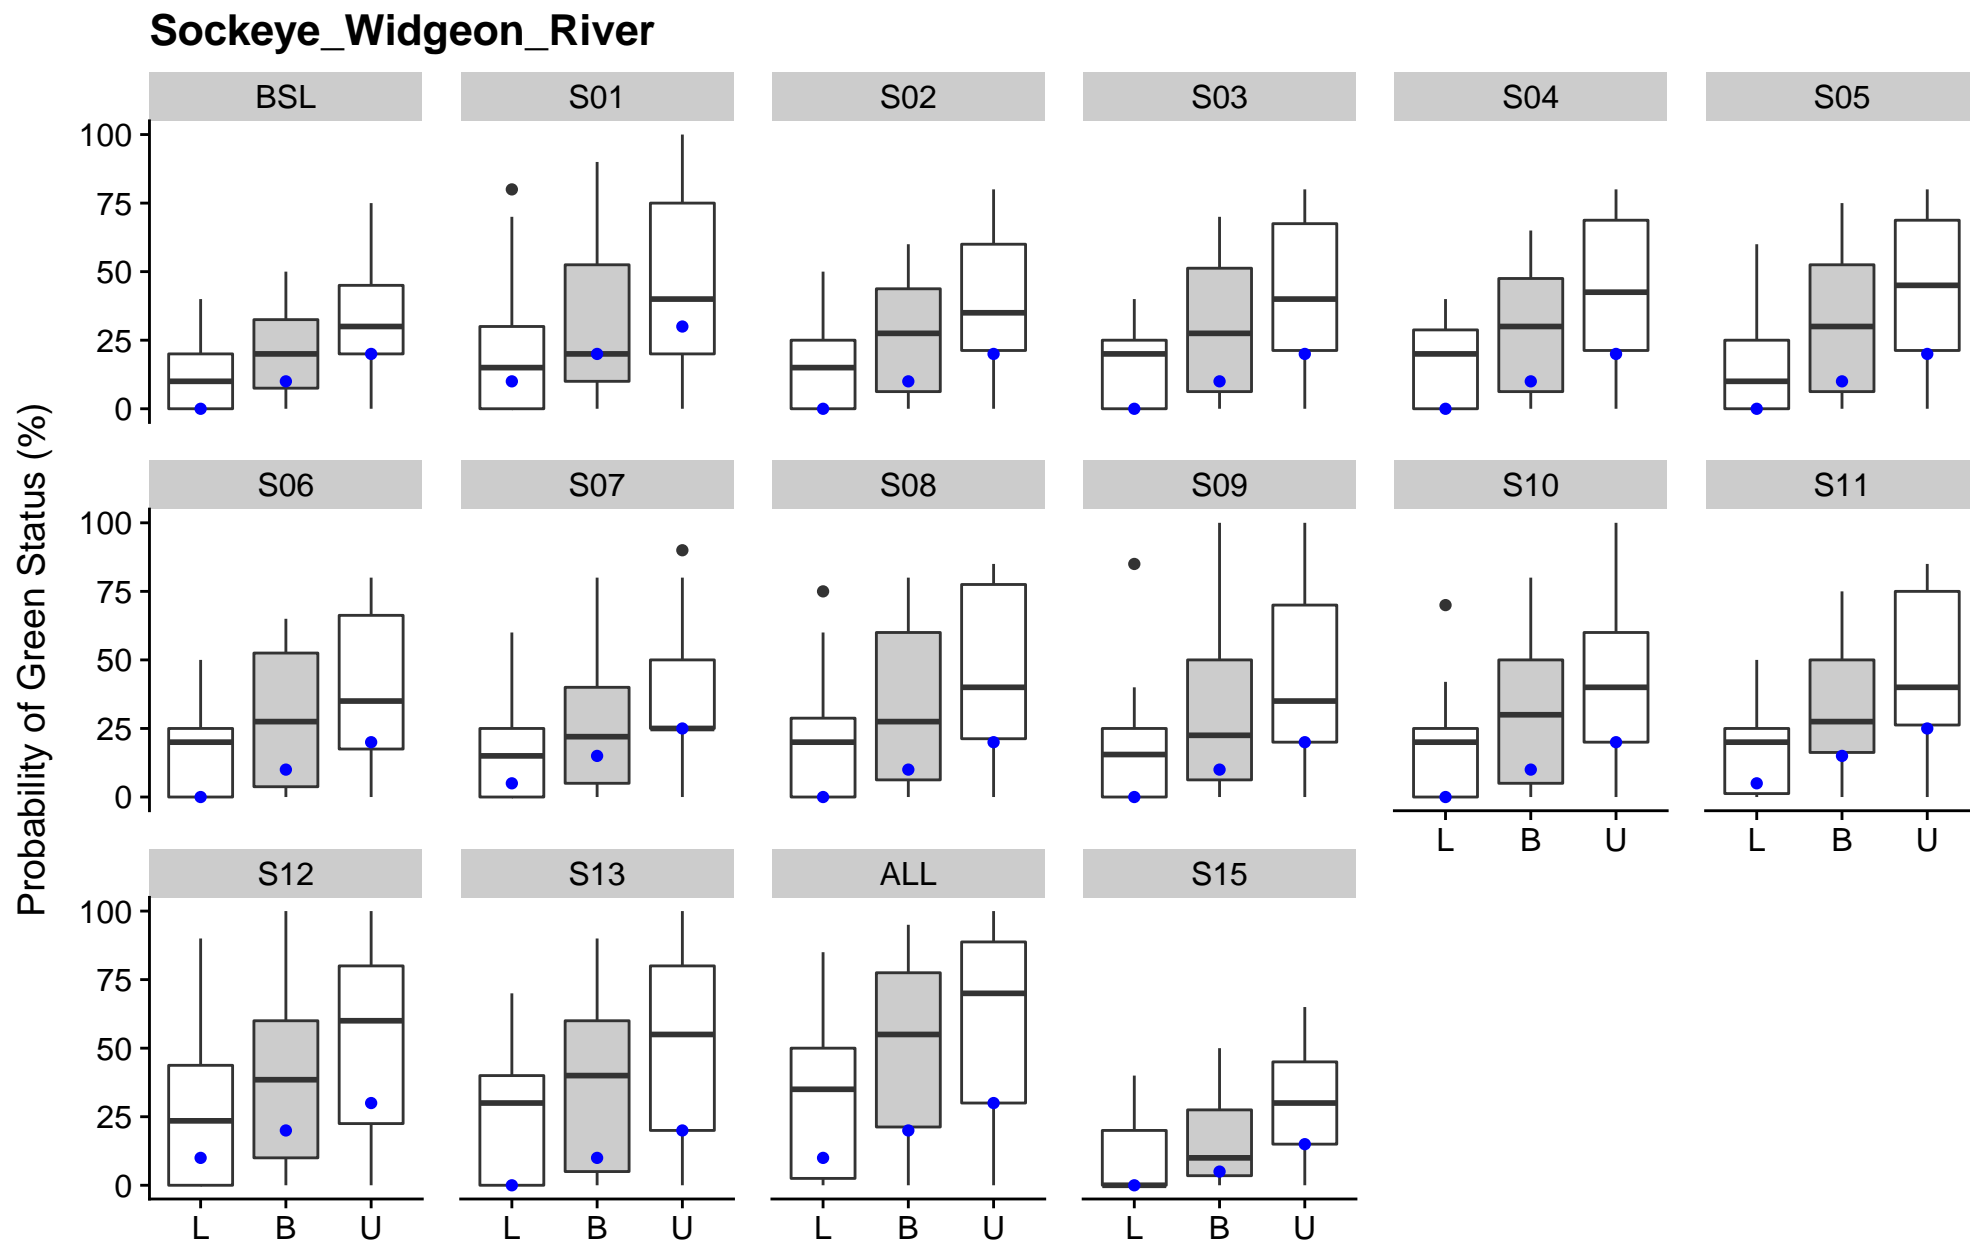 Sockeye_Widgeon_River
BSL S01 S02 S03 S04 S05
100
75
50
25
0
S06 S07 S08 S09 S10 S11
100
75
50
25
0
L B U L B U
S12 S13 ALL S15
100
75
50
25
0
L B U L B U L B U L B U
Probability of Green Status (%)